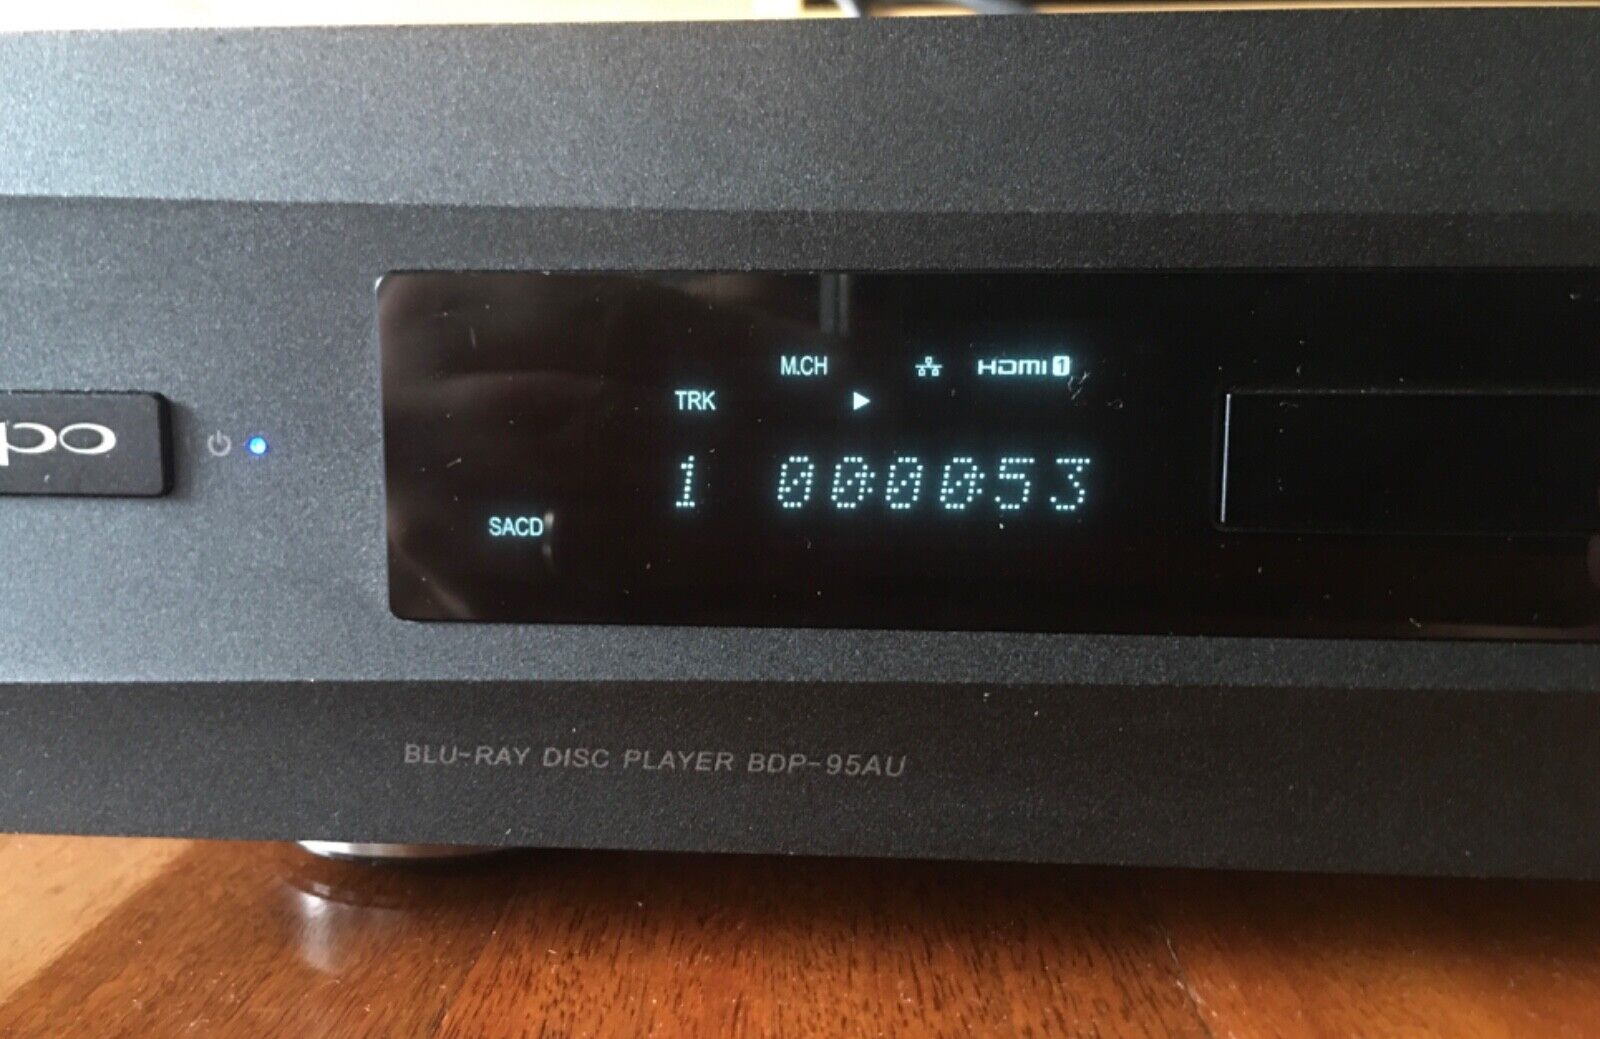 M.CH HDMI 1
TRK
1 000053
SACD
BLU-RAY DISC PLAYER BDP-95AU